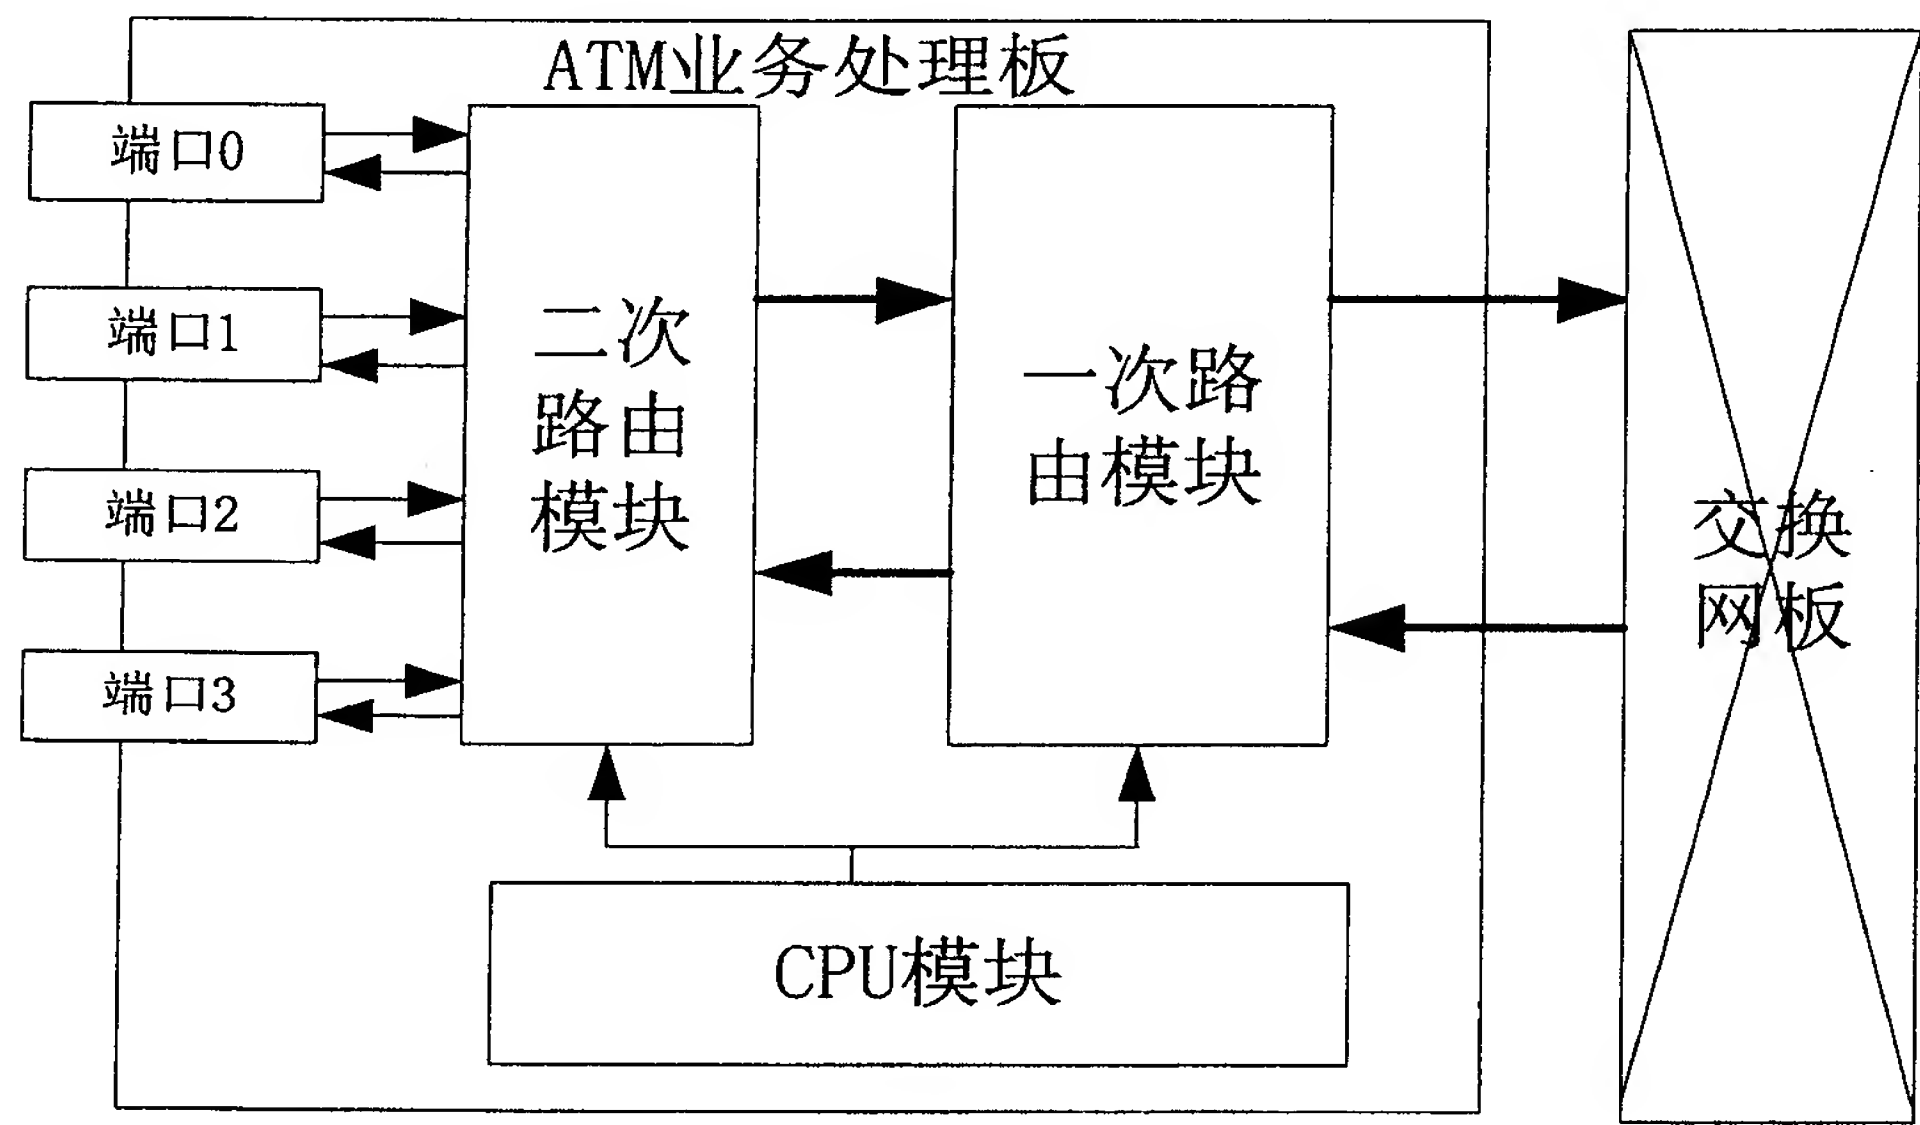 ATM业务处理板
端口0
端口1
端口2
端口3
二次
路由
模块
一次路
由模块
交换
网板
CPU模块